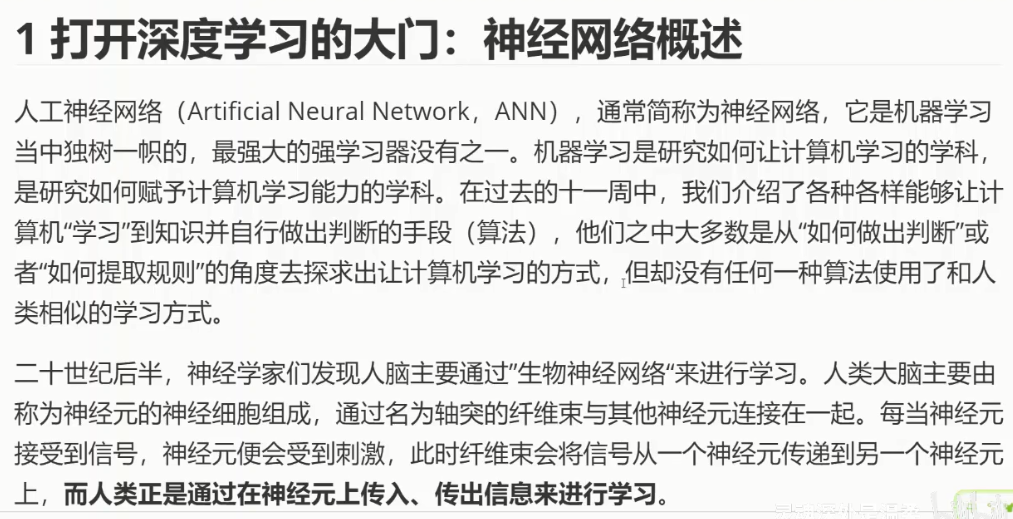 1 打开深度学习的大门：神经网络概述
人工神经网络（Artificial Neural Network，ANN），通常简称为神经网络，它是机器学习
当中独树一帜的，最强大的强学习器没有之一。机器学习是研究如何让计算机学习的学科，
是研究如何赋予计算机学习能力的学科。在过去的十一周中，我们介绍了各种各样能够让计
算机“学习”到知识并自行做出判断的手段（算法），他们之中大多数是从“如何做出判断”或
者“如何提取规则”的角度去探求出让计算机学习的方式，但却没有任何一种算法使用了和人
类相似的学习方式。
二十世纪后半，神经学家们发现人脑主要通过”生物神经网络“来进行学习。人类大脑主要由
称为神经元的神经细胞组成，通过名为轴突的纤维束与其他神经元连接在一起。每当神经元
接受到信号，神经元便会受到刺激，此时纤维束会将信号从一个神经元传递到另一个神经元
上，而人类正是通过在神经元上传入、传出信息来进行学习。